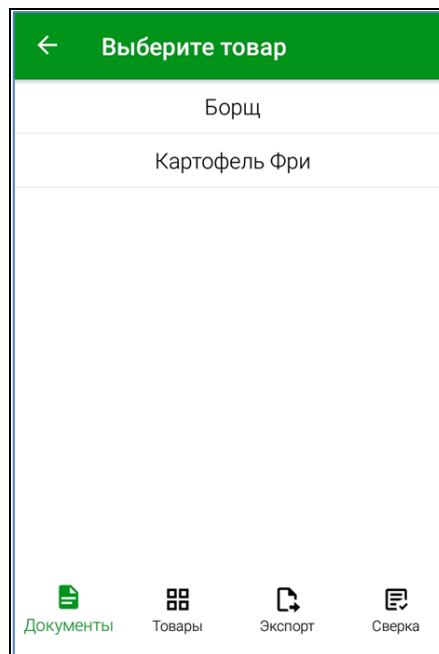 Выберите товар
Борщ
Картофель Фри
Документы
Товары
Экспорт
Сверка